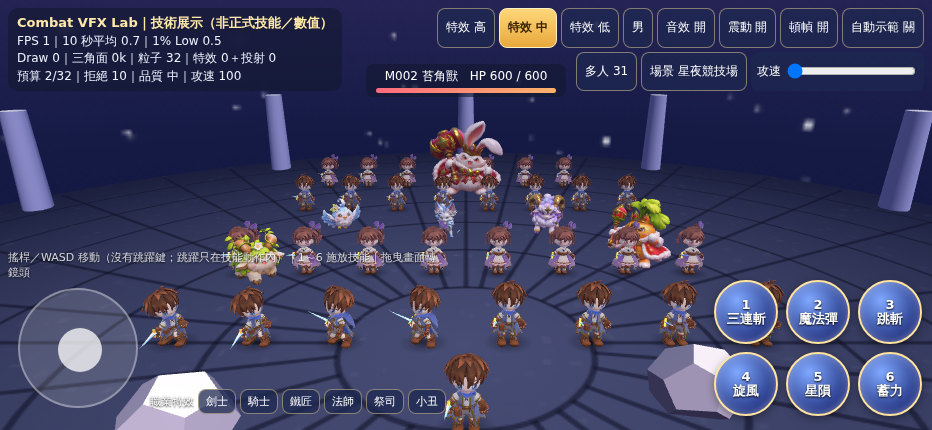 Combat VFX Lab｜技術展示（非正式技能／數值）
FPS 1｜10 秒平均 0.7｜1% Low 0.5
Draw 0｜三角面 0k｜粒子 32｜特效 0＋投射 0
預算 2/32｜拒絕 10｜品質 中｜攻速 100
特效 高
特效 中
特效 低
男
音效 開
震動 開
頓幀 開
自動示範 關
多人 31
場景 星夜競技場
攻速
M002 苔角獸 HP 600 / 600
搖桿／WASD 移動（沒有跳躍鍵；跳躍只在技能動作內）｜1–6 施放技能｜拖曳畫面
鏡頭
1
三連斬
2
魔法彈
3
跳斬
4
旋風
5
星隕
6
蓄力
職業特效
劍士
騎士
鐵匠
法師
祭司
小丑